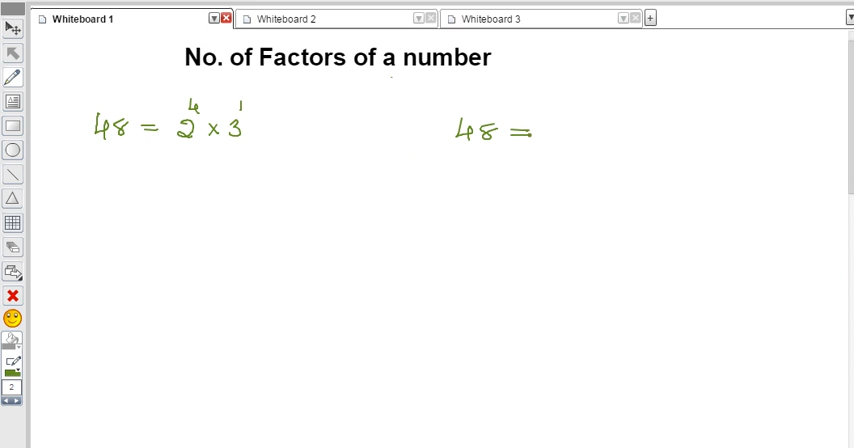 Whiteboard 1 Whiteboard 2 Whiteboard 3
No. of Factors of a number
48 = 2⁴ × 3¹
48 =
2